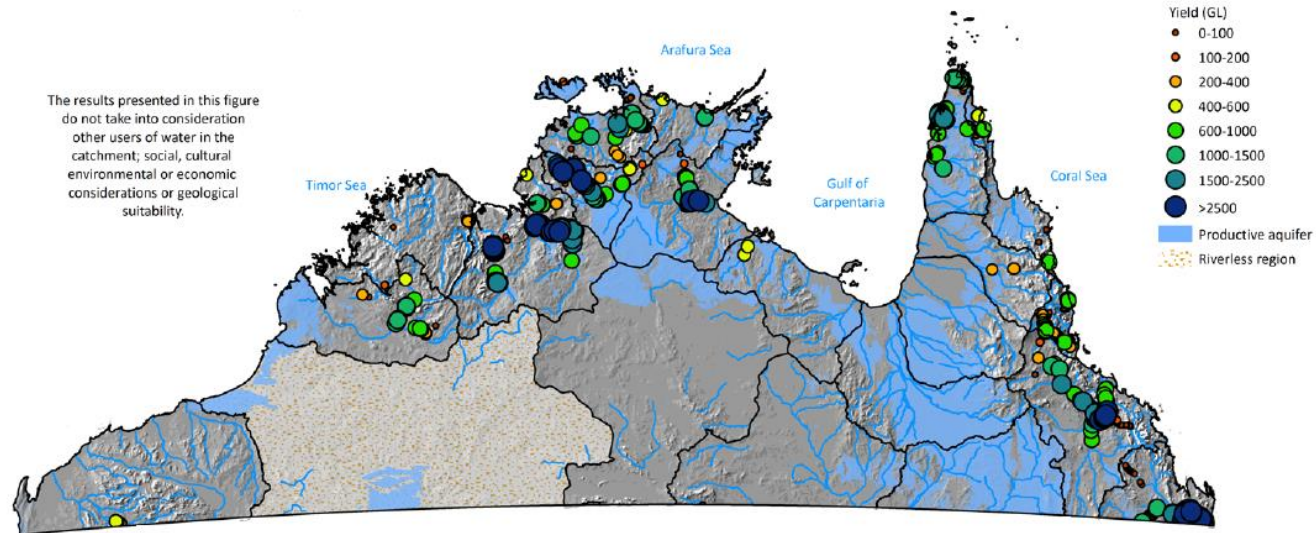 Arafura Sea
The results presented in this figure
do not take into consideration
other users of water in the
catchment; social, cultural
environmental or economic
considerations or geological
suitability.
Timor Sea
Gulf of
Carpentaria
Coral Sea
Yield (GL)
0-100
100-200
200-400
400-600
600-1000
1000-1500
1500-2500
>2500
Productive aquifer
Riverless region